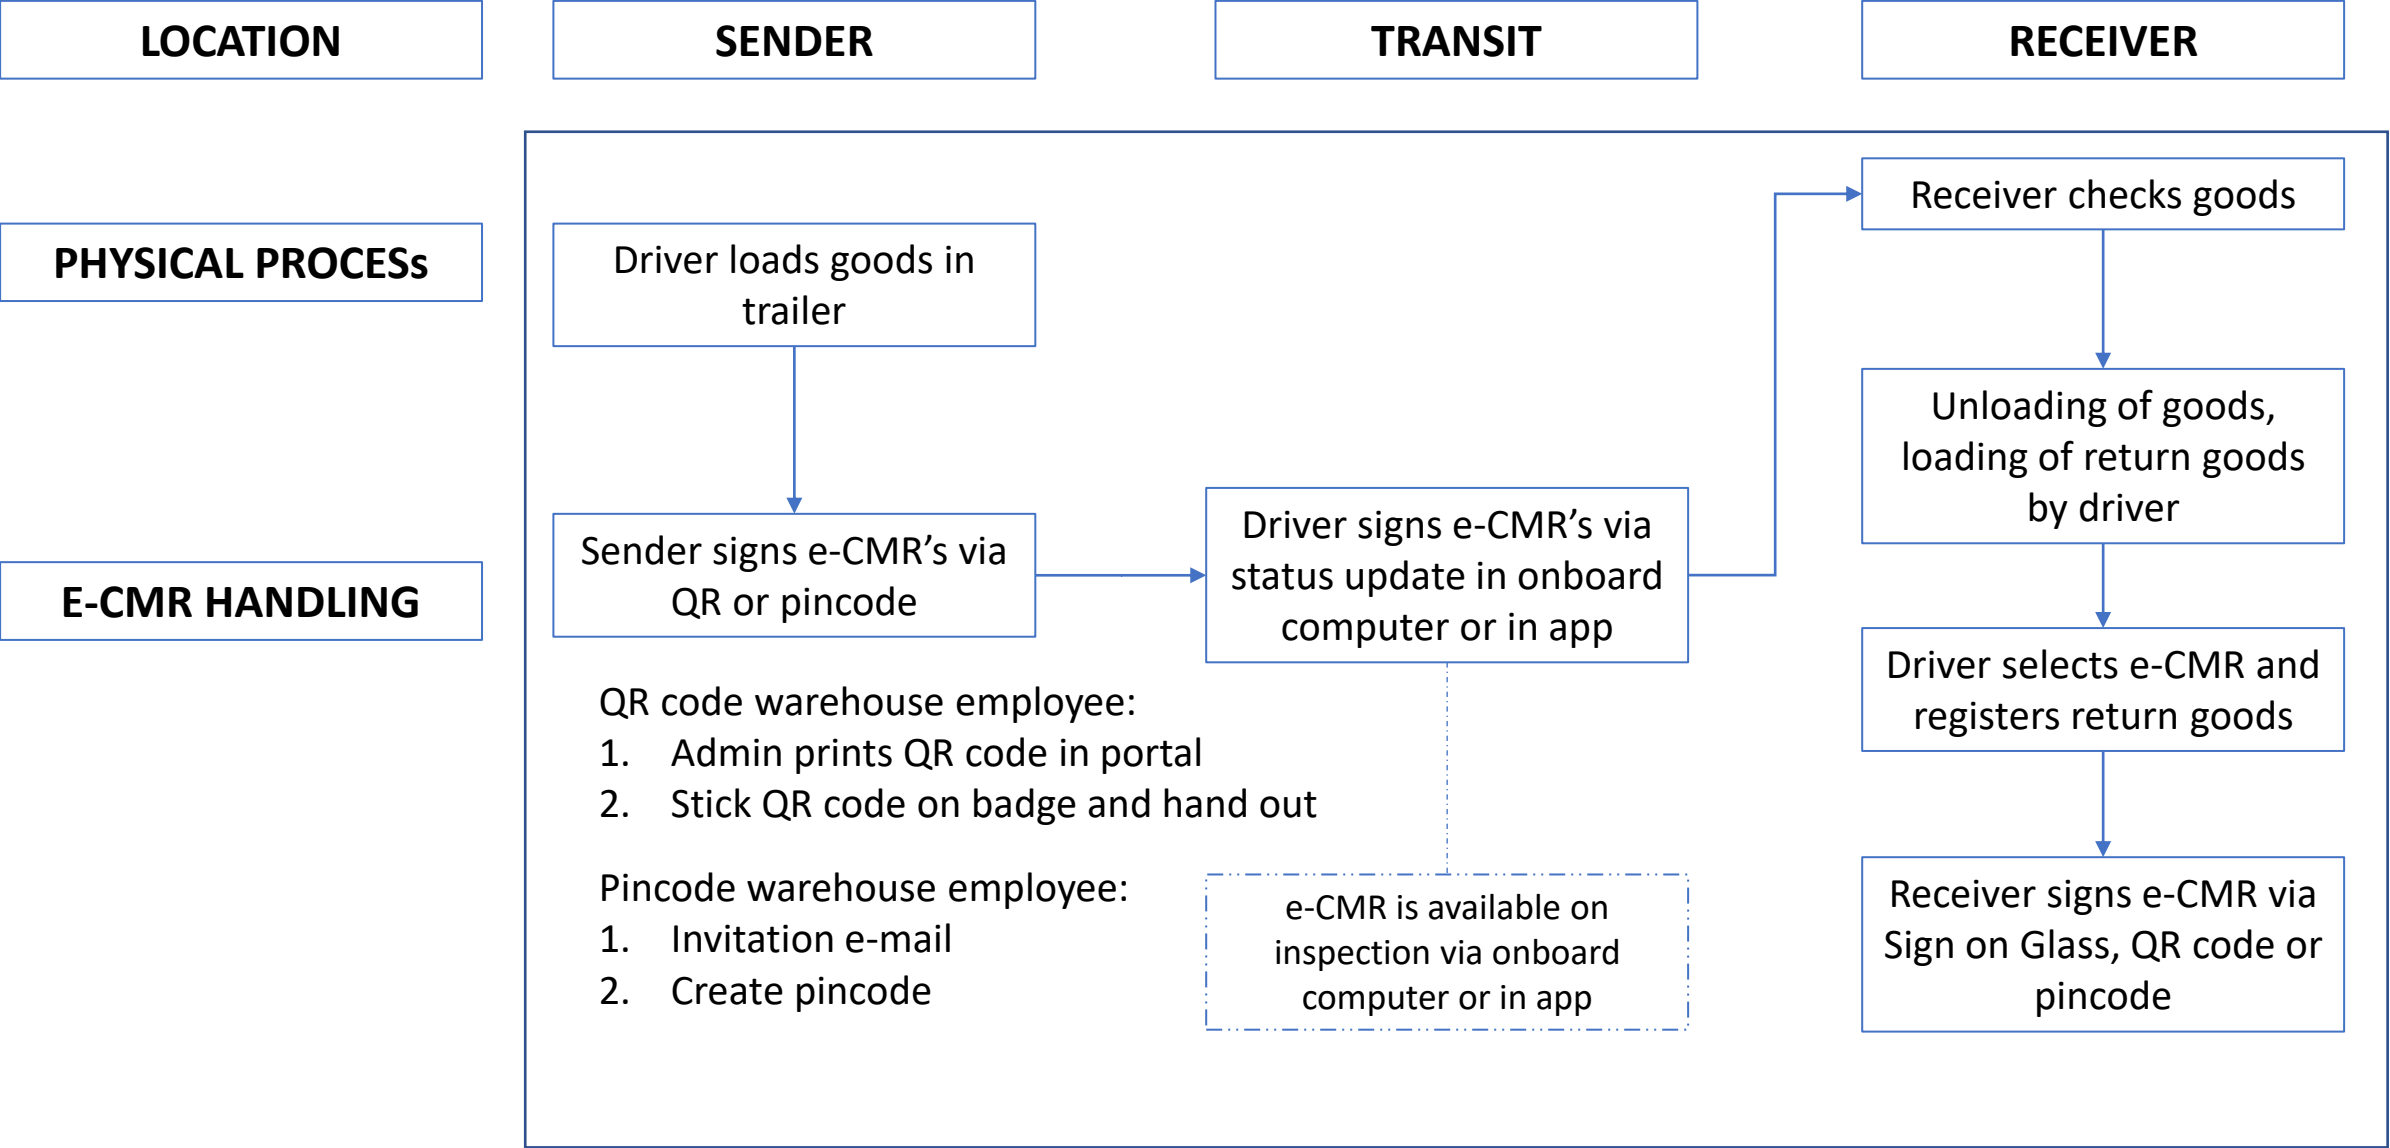 LOCATION
SENDER
TRANSIT
RECEIVER
PHYSICAL PROCESs
E-CMR HANDLING
Driver loads goods in
trailer
Sender signs e-CMR’s via
QR or pincode
QR code warehouse employee:
1. Admin prints QR code in portal
2. Stick QR code on badge and hand out
Pincode warehouse employee:
1. Invitation e-mail
2. Create pincode
Driver signs e-CMR’s via
status update in onboard
computer or in app
e-CMR is available on
inspection via onboard
computer or in app
Receiver checks goods
Unloading of goods,
loading of return goods
by driver
Driver selects e-CMR and
registers return goods
Receiver signs e-CMR via
Sign on Glass, QR code or
pincode